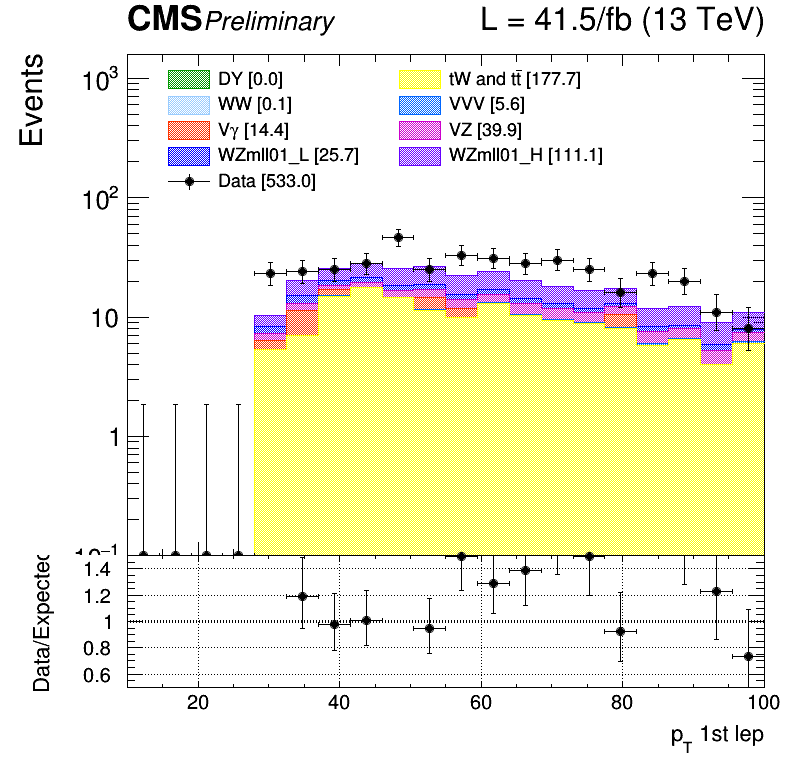 CMS Preliminary L = 41.5/fb (13 TeV)
Events
DY [0.0] tW and tt̄ [177.7]
WW [0.1] VVV [5.6]
Vγ [14.4] VZ [39.9]
WZmll01_L [25.7] WZmll01_H [111.1]
Data [533.0]
10³
10²
10
1
10⁻¹
Data/Expected
1.4
1.2
1
0.8
0.6
20 40 60 80 100
p_T 1st lep